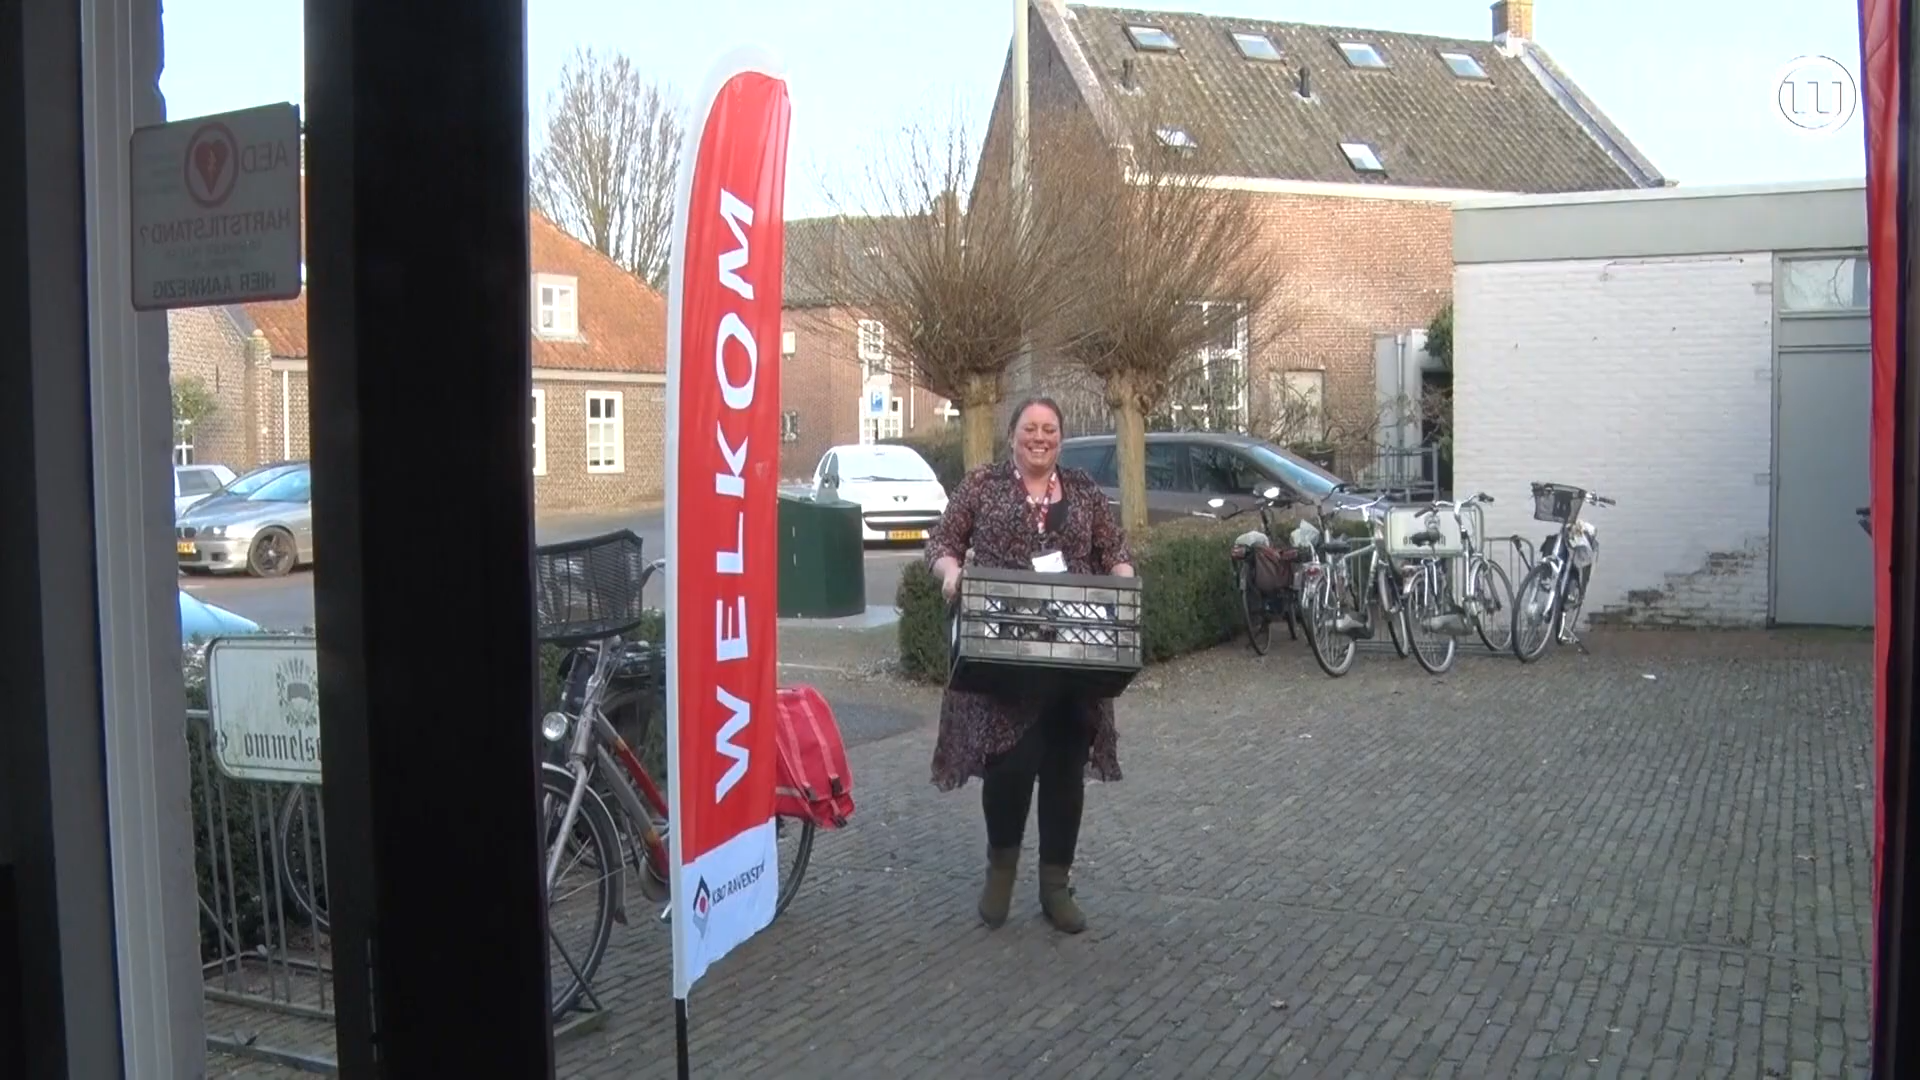 AED
HARTSTILSTAND?
HIER AANWEZIG
WELKOM
KBO RAVENSTEIN
P